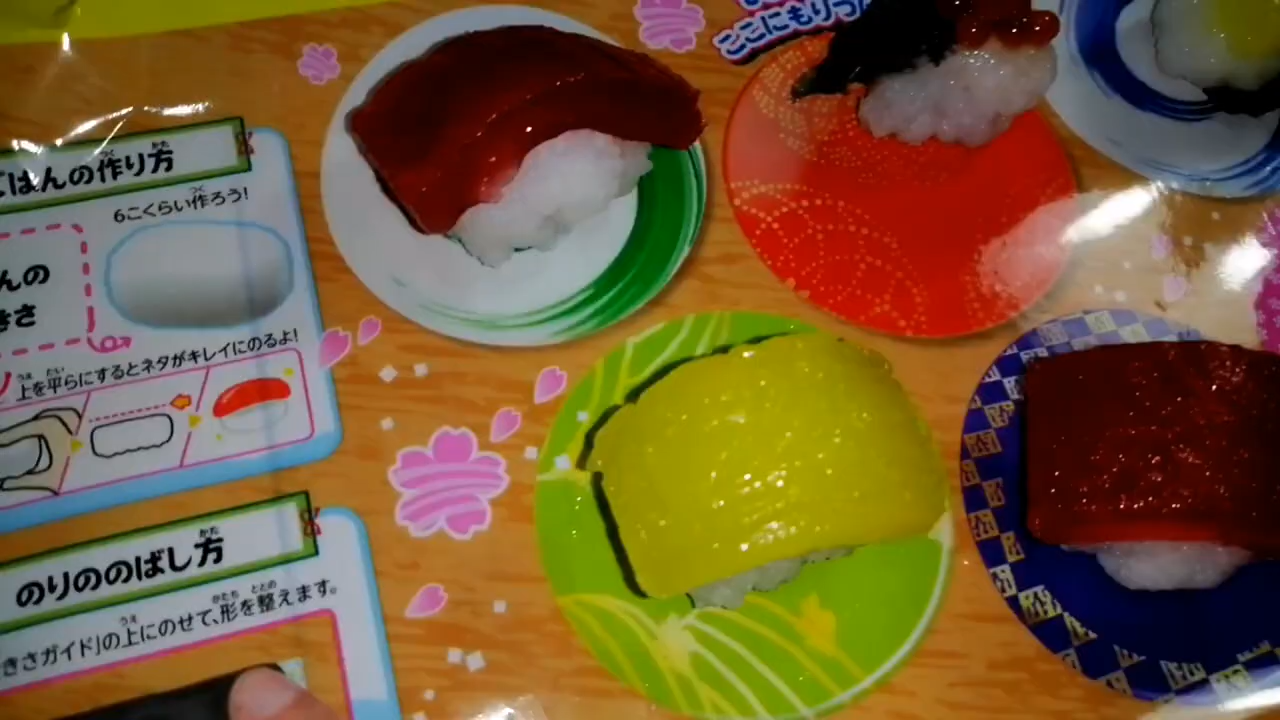 ここにもりつ
ごはんの作り方
6こくらい作ろう!
んの
きさ
上を平らにするとネタがキレイにのるよ!
のりののばし方
きさガイド」の上にのせて、形を整えます。